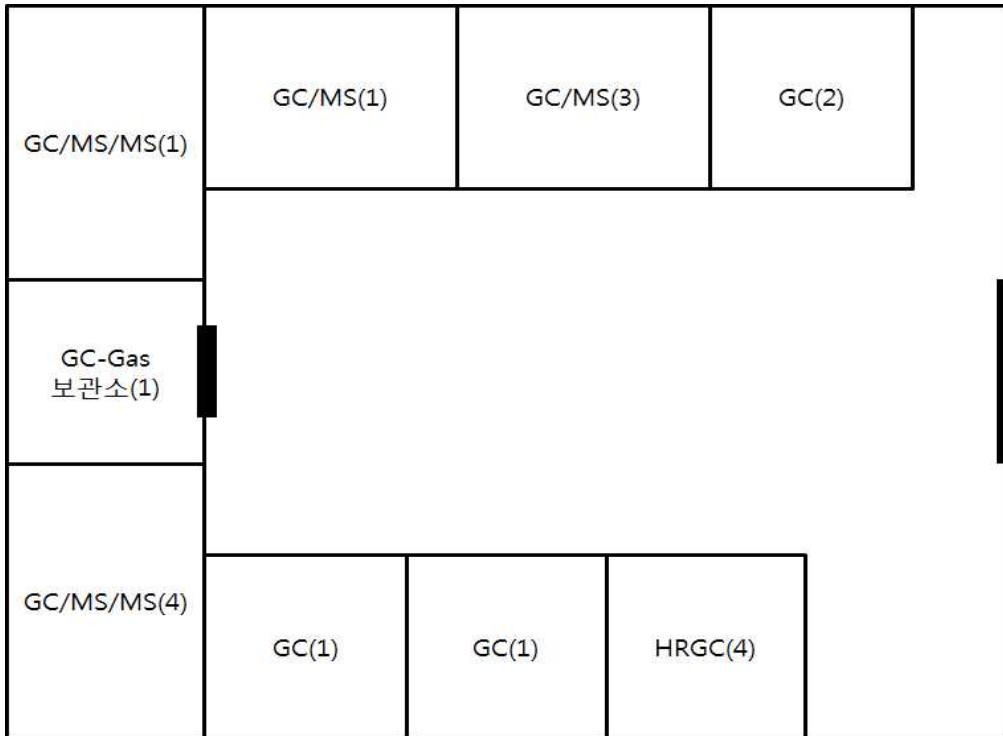 GC/MS/MS(1)
GC/MS(1)
GC/MS(3)
GC(2)
GC-Gas
보관소(1)
GC/MS/MS(4)
GC(1)
GC(1)
HRGC(4)